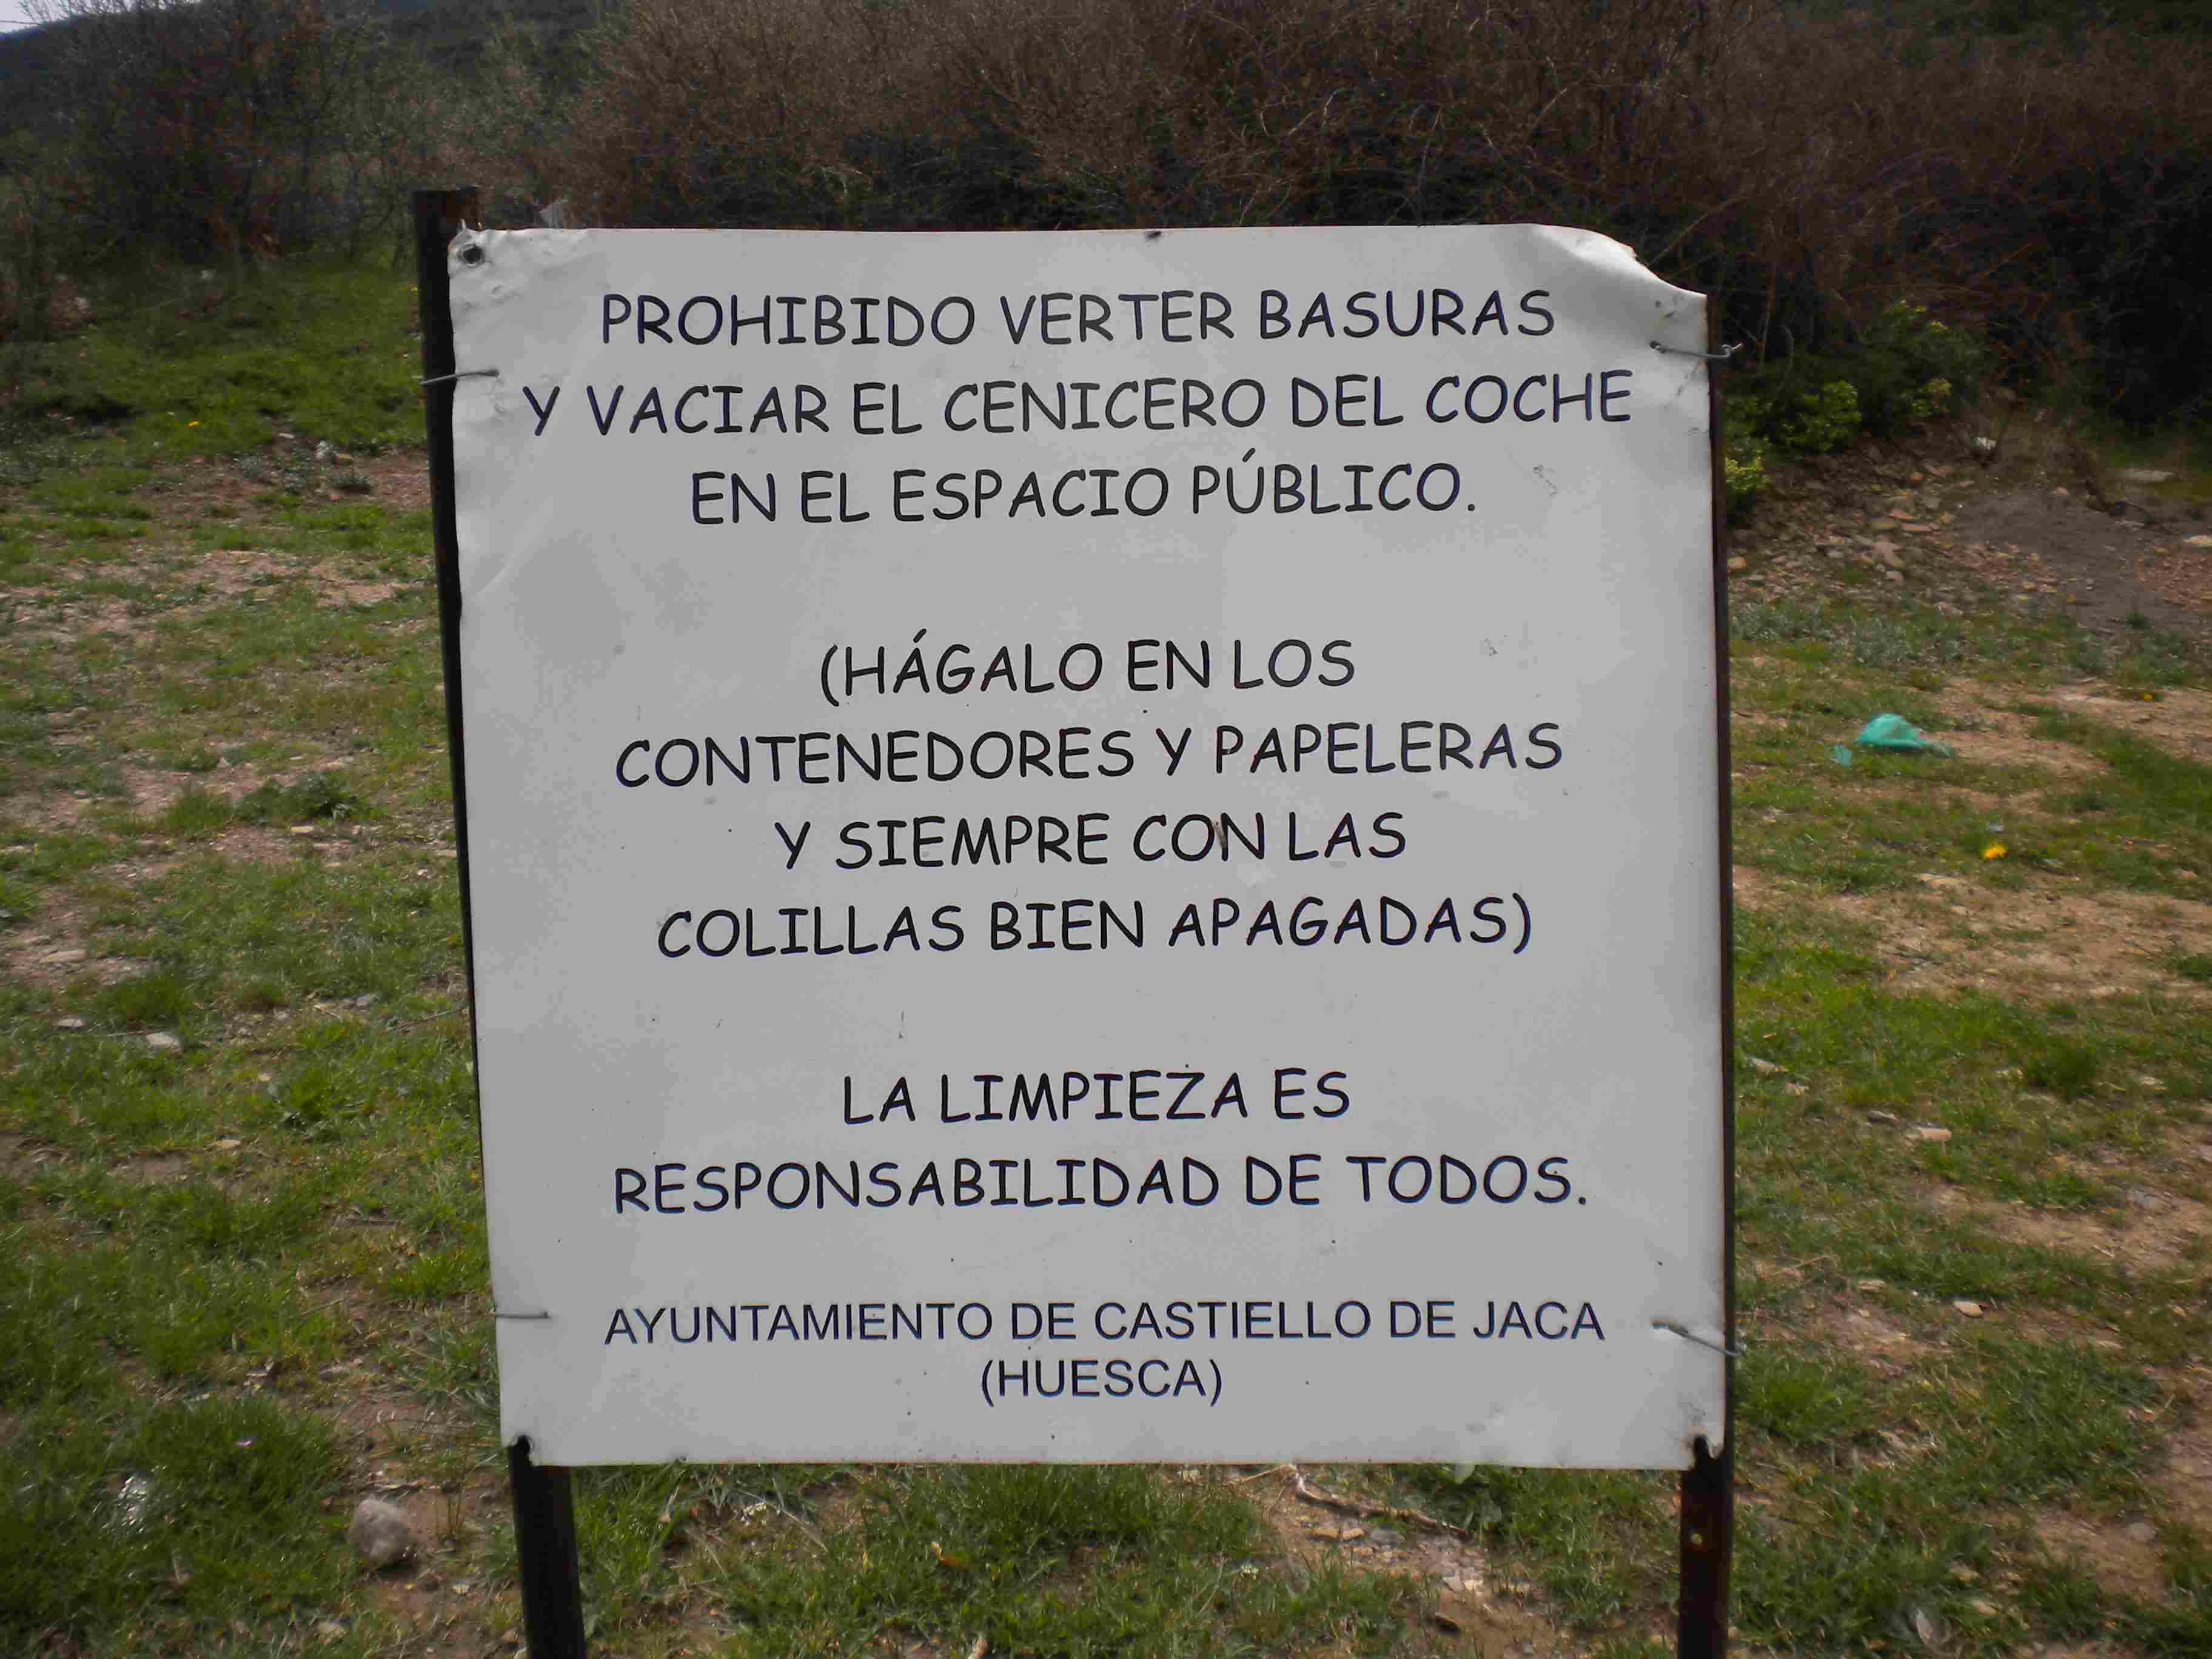 PROHIBIDO VERTER BASURAS
Y VACIAR EL CENICERO DEL COCHE
EN EL ESPACIO PÚBLICO.
(HÁGALO EN LOS
CONTENEDORES Y PAPELERAS
Y SIEMPRE CON LAS
COLILLAS BIEN APAGADAS)
LA LIMPIEZA ES
RESPONSABILIDAD DE TODOS.
AYUNTAMIENTO DE CASTIELLO DE JACA
(HUESCA)